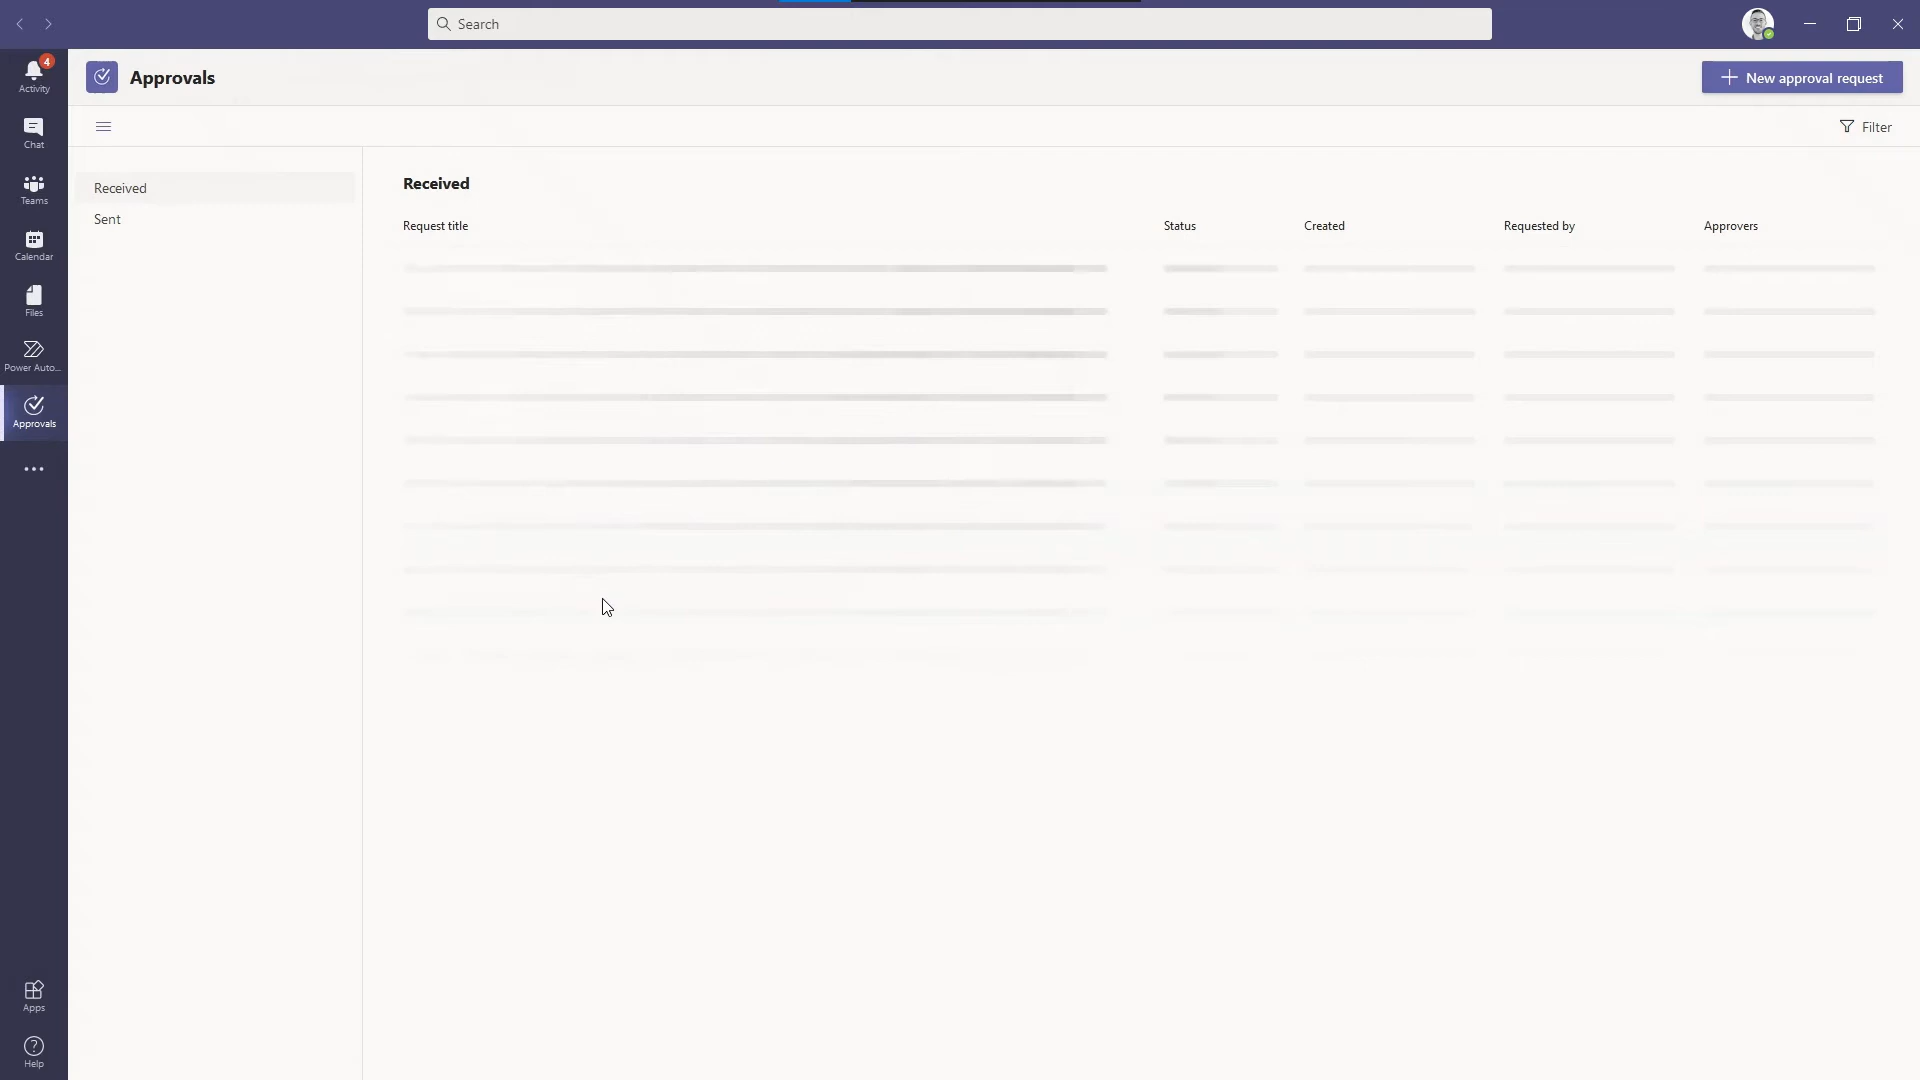 Search
4
Activity
Chat
Teams
Calendar
Files
Power Auto...
Approvals
Apps
Help
Approvals
New approval request
Filter
Received
Sent
Received
Request title Status Created Requested by Approvers